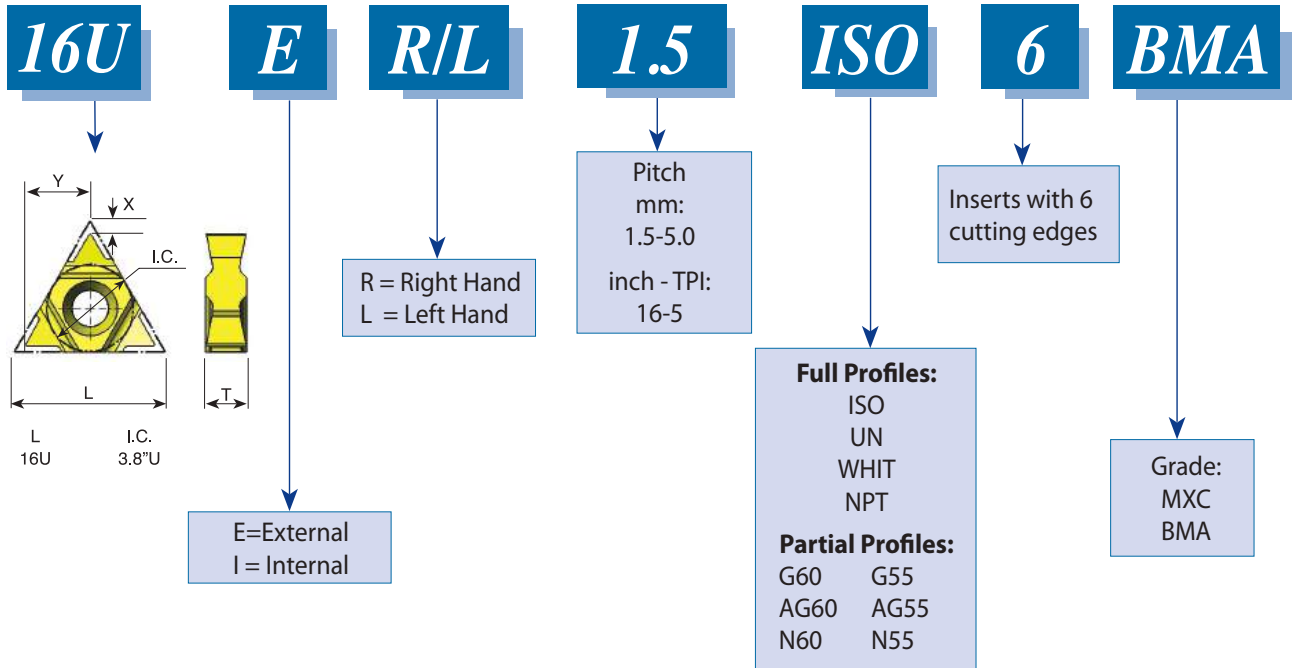 16U E R/L 1.5 ISO 6 BMA
Y
X
I.C.
L
T
L I.C.
16U 3.8”U
E=External
I = Internal
R = Right Hand
L = Left Hand
Pitch
mm:
1.5-5.0
inch - TPI:
16-5
Full Profiles:
ISO
UN
WHIT
NPT
Partial Profiles:
G60 G55
AG60 AG55
N60 N55
Inserts with 6
cutting edges
Grade:
MXC
BMA